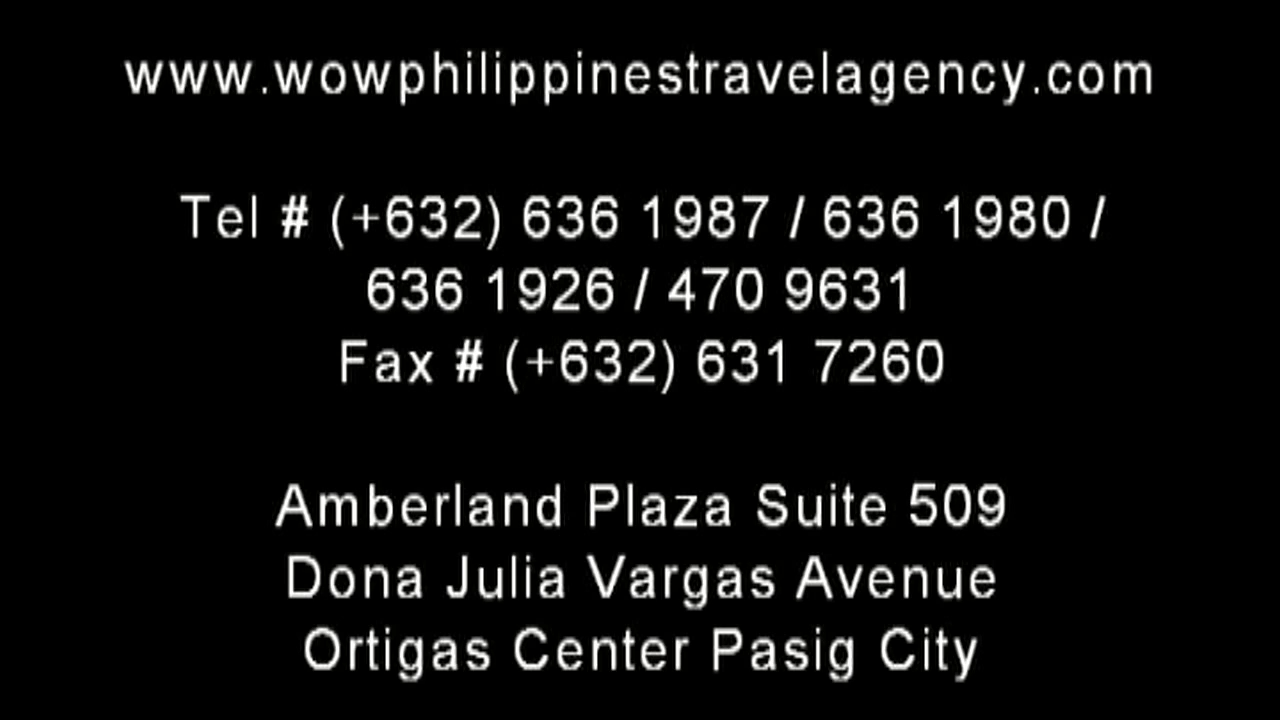 www.wowphilippinestravelagency.com
Tel # (+632) 636 1987 / 636 1980 /
636 1926 / 470 9631
Fax # (+632) 631 7260
Amberland Plaza Suite 509
Dona Julia Vargas Avenue
Ortigas Center Pasig City